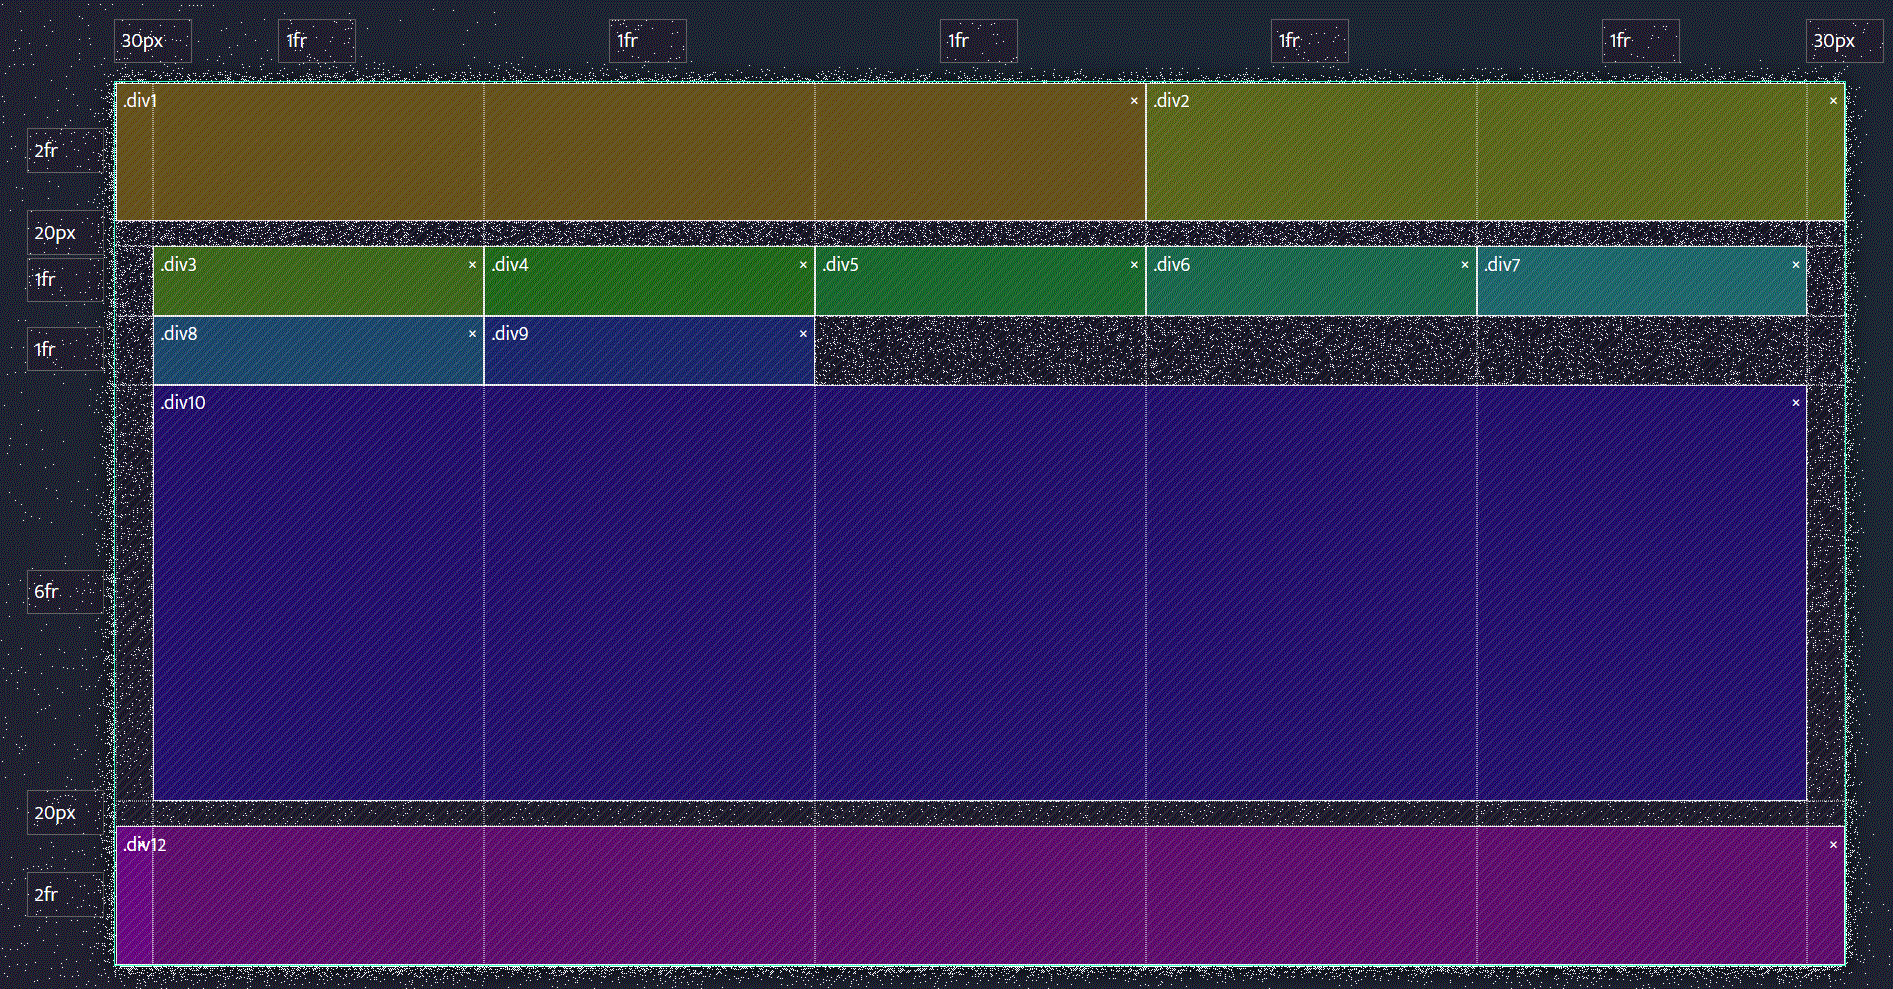 30px 1fr 1fr 1fr 1fr 1fr 30px
.div1 × .div2 ×
2fr
20px
.div3 × .div4 × .div5 × .div6 × .div7 ×
1fr
.div8 × .div9 ×
1fr
.div10 ×
6fr
20px
.div12 ×
2fr